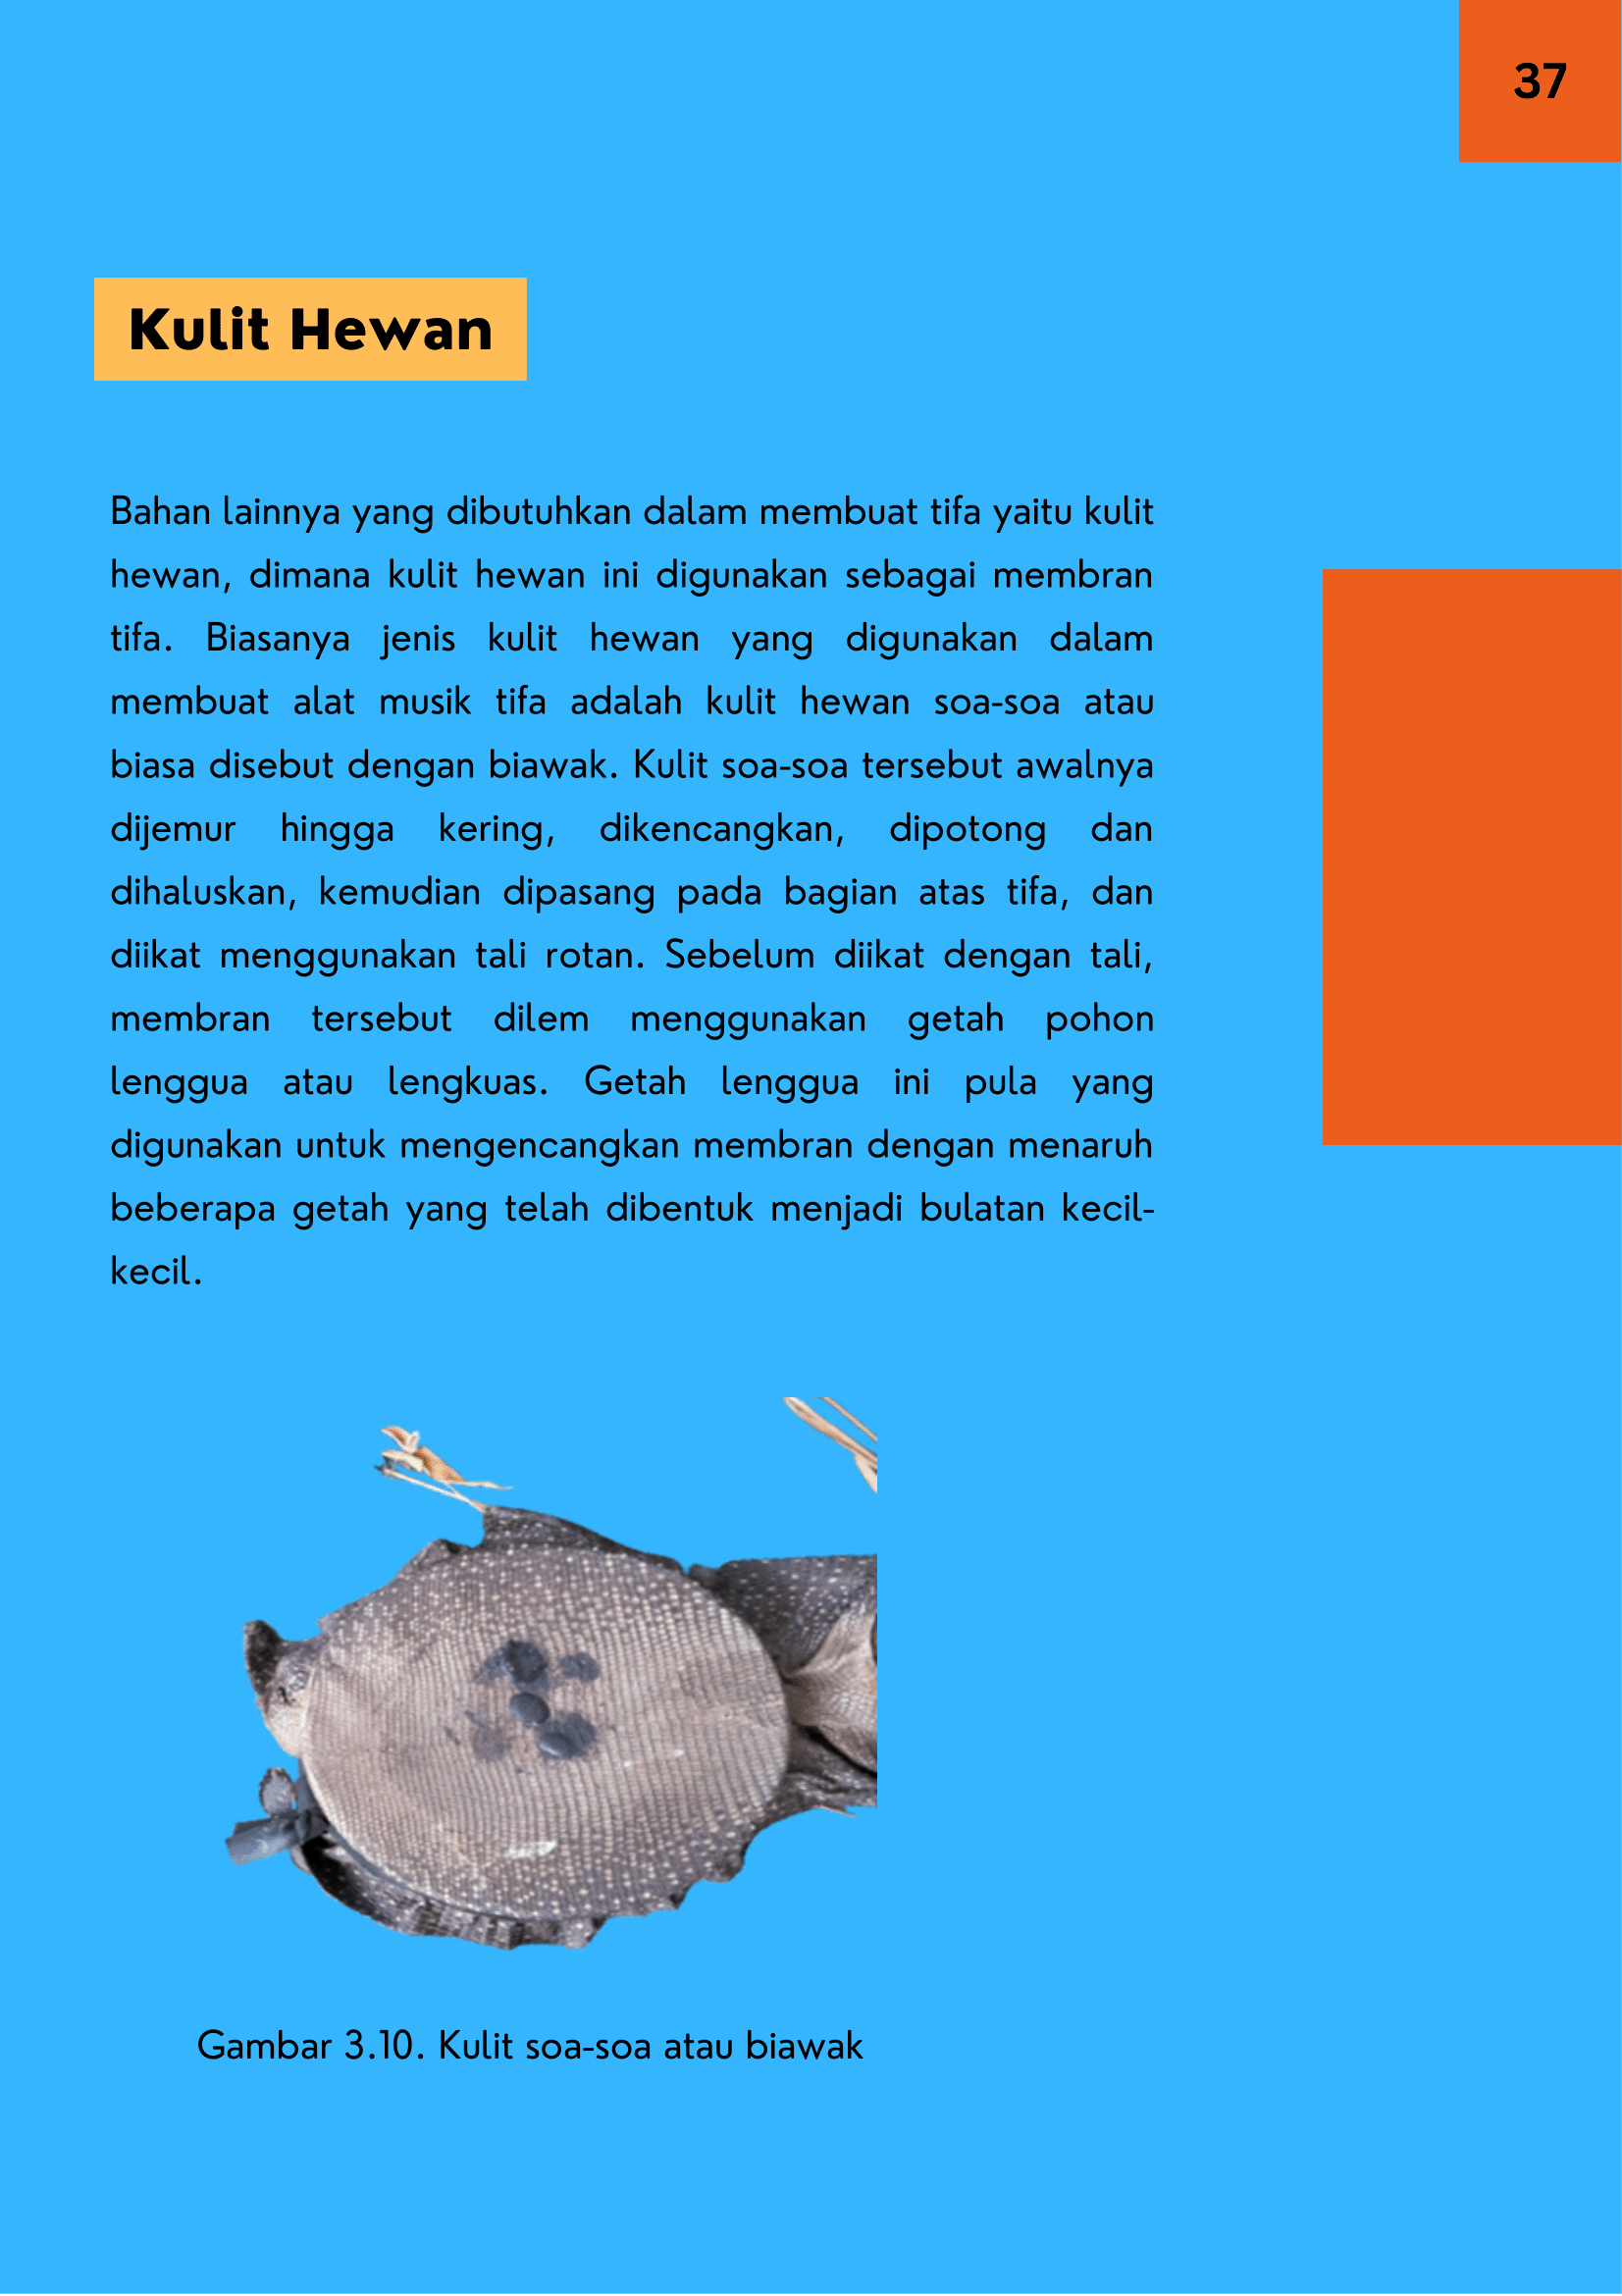 37
Kulit Hewan
Bahan lainnya yang dibutuhkan dalam membuat tifa yaitu kulit
hewan, dimana kulit hewan ini digunakan sebagai membran
tifa. Biasanya jenis kulit hewan yang digunakan dalam
membuat alat musik tifa adalah kulit hewan soa-soa atau
biasa disebut dengan biawak. Kulit soa-soa tersebut awalnya
dijemur hingga kering, dikencangkan, dipotong dan
dihaluskan, kemudian dipasang pada bagian atas tifa, dan
diikat menggunakan tali rotan. Sebelum diikat dengan tali,
membran tersebut dilem menggunakan getah pohon
lenggua atau lengkuas. Getah lenggua ini pula yang
digunakan untuk mengencangkan membran dengan menaruh
beberapa getah yang telah dibentuk menjadi bulatan kecil-
kecil.
Gambar 3.10. Kulit soa-soa atau biawak